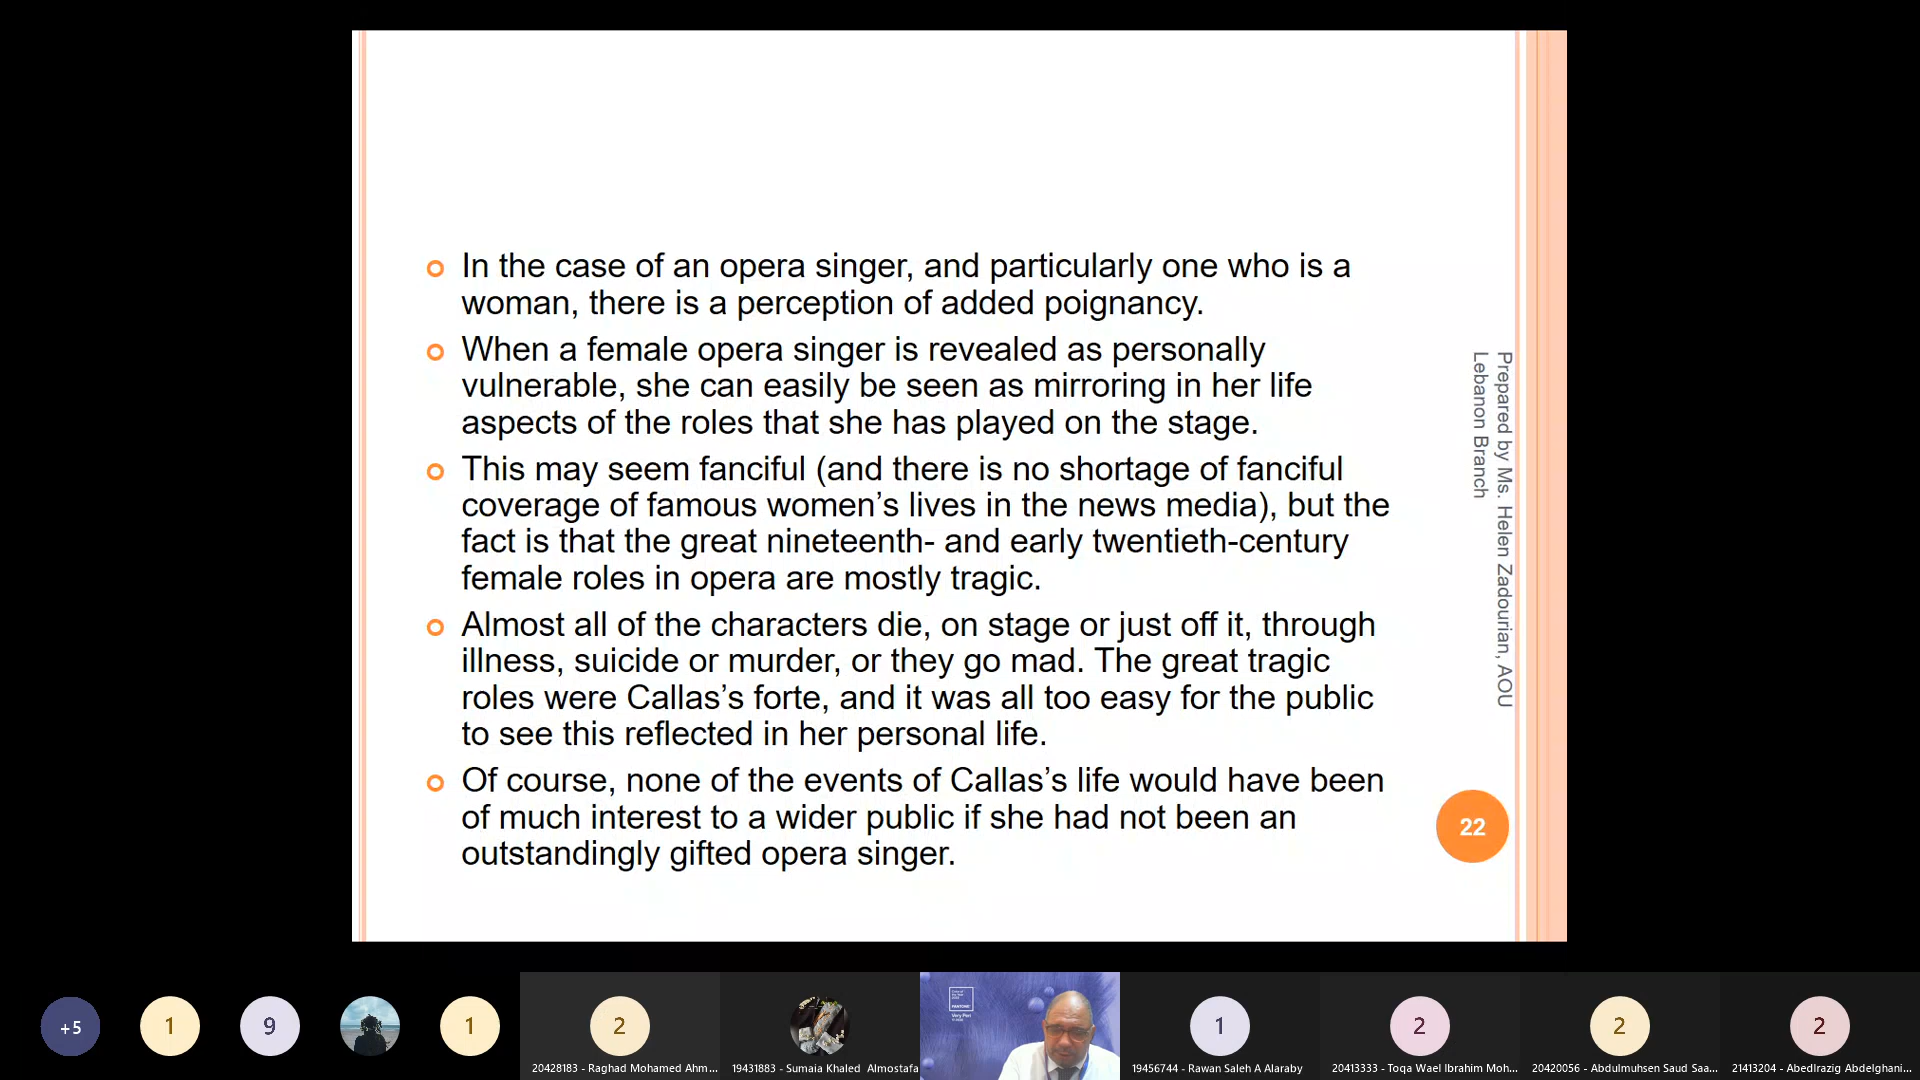 In the case of an opera singer, and particularly one who is a
woman, there is a perception of added poignancy.
When a female opera singer is revealed as personally
vulnerable, she can easily be seen as mirroring in her life
aspects of the roles that she has played on the stage.
This may seem fanciful (and there is no shortage of fanciful
coverage of famous women’s lives in the news media), but the
fact is that the great nineteenth- and early twentieth-century
female roles in opera are mostly tragic.
Almost all of the characters die, on stage or just off it, through
illness, suicide or murder, or they go mad. The great tragic
roles were Callas’s forte, and it was all too easy for the public
to see this reflected in her personal life.
Of course, none of the events of Callas’s life would have been
of much interest to a wider public if she had not been an
outstandingly gifted opera singer.
Prepared by Ms. Helen Zadourian, AOU
Lebanon Branch
22
+5
1
9
1
2
20428183 - Raghad Mohamed Ahm...
19431883 - Sumaia Khaled Almostafa
PANTONE
1
19456744 - Rawan Saleh A Alaraby
2
20413333 - Toqa Wael Ibrahim Moh...
2
20420056 - Abdulmuhsen Saud Saa...
2
21413204 - Abedlrazig Abdelghani...